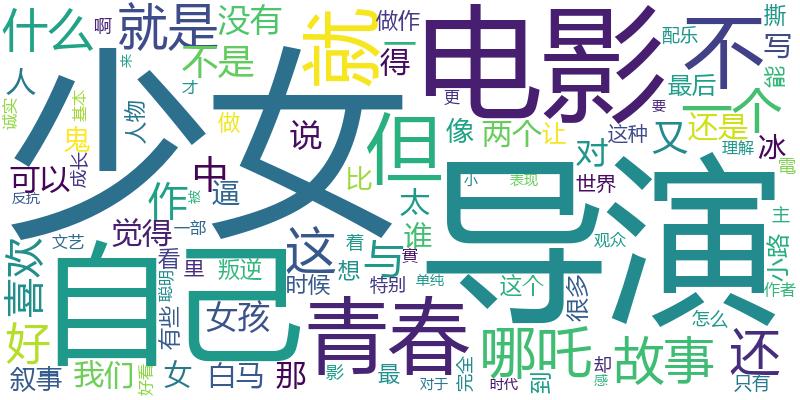 什么
啊
就是
没有
就
做作
一
得
电影
不
配乐
撕
写
人
来
不是
才
少女
更
要
最后
能
诚实
基本
鬼
人物
做
说
但
像
两个
让
一个
还是
又
这种
理解
冰
電
可以
成长
中
作
逼
比
太
对
小
表现
世界
反抗
被
导演
主
喜欢
文艺
觉得
一部
这
着
與
谁
實
观众
小路
看
里
叛逆
时候
想
特别
单纯
这个
很多
作者
自己
聪明
好
有些
女孩
青春
哪吒
故事
怎么
还
叙事
我们
好看
女
白马
那
影
最
对于
完全
时代
到
却
感
只有